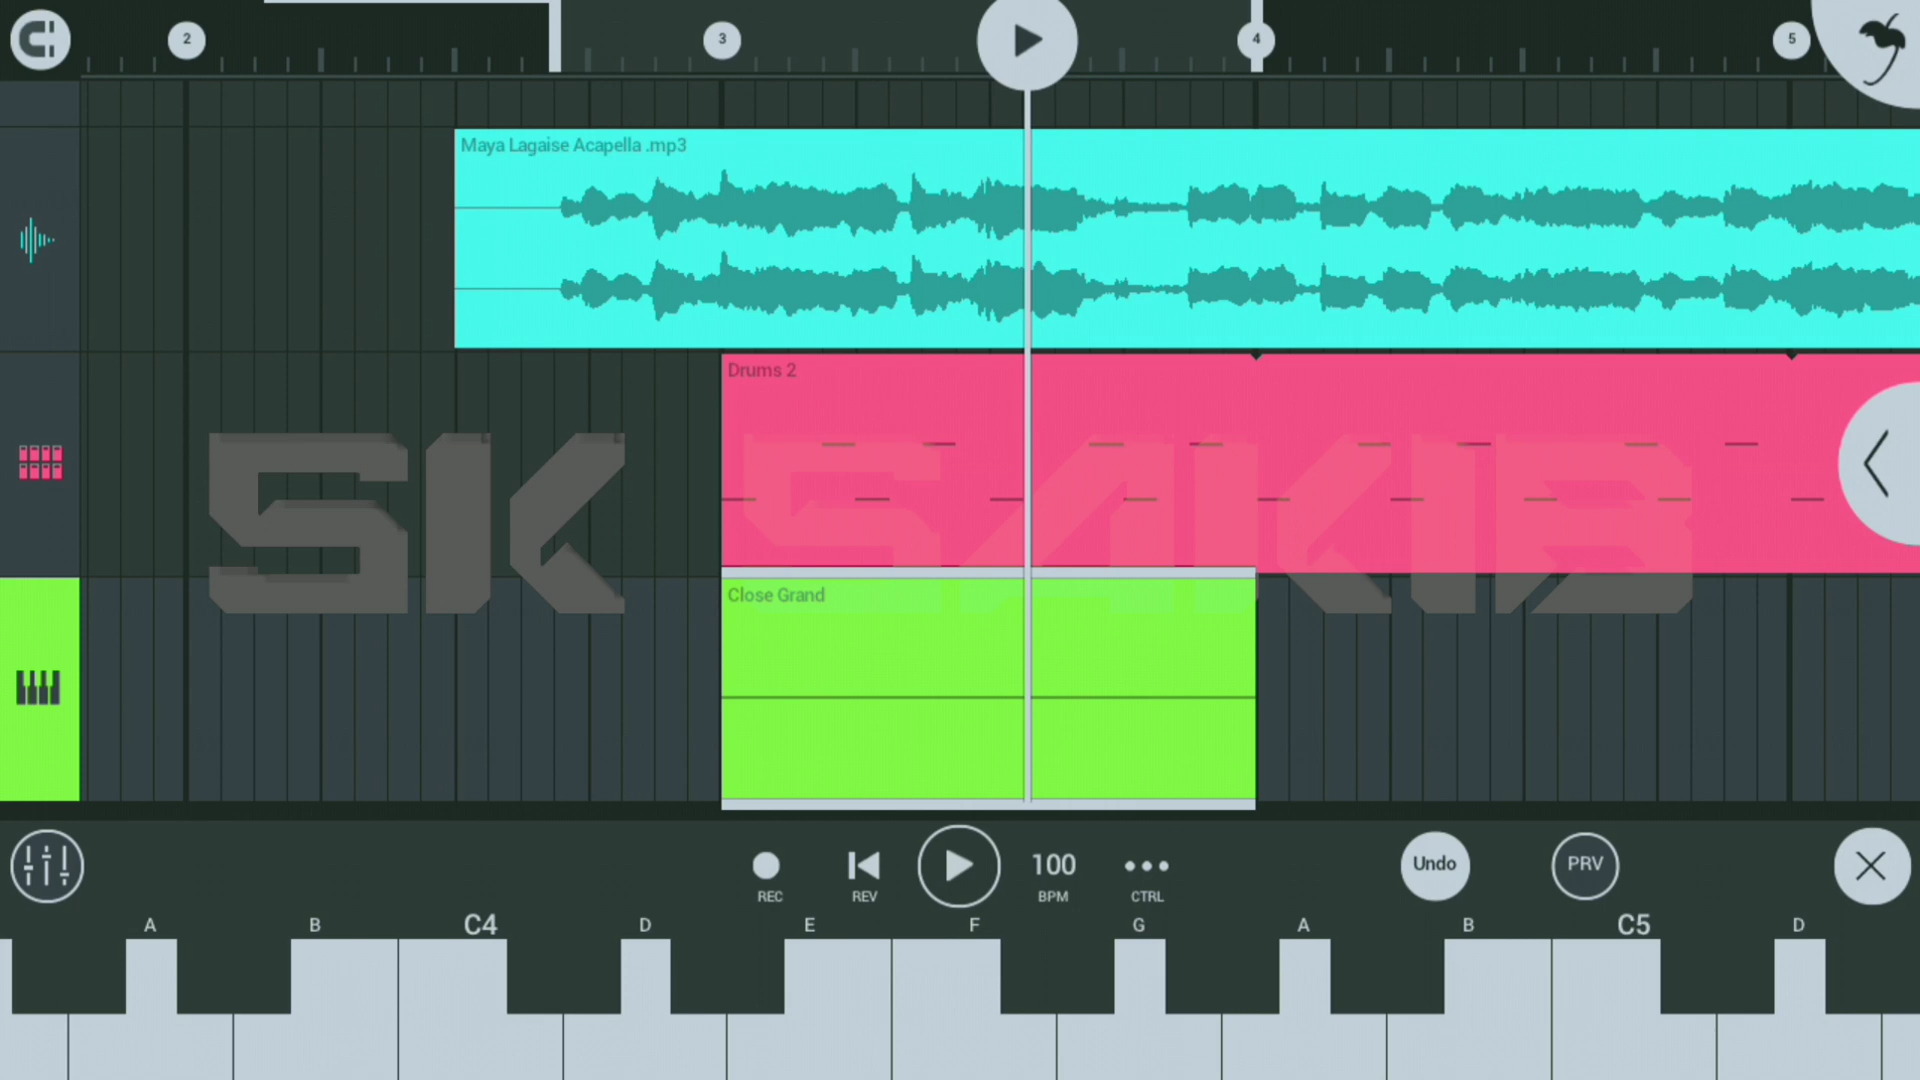 2 3 4 5
Maya Lagaise Acapella .mp3
Drums 2
SK SAKIB
Close Grand
100 Undo PRV
REC REV BPM CTRL
A B C4 D E F G A B C5 D